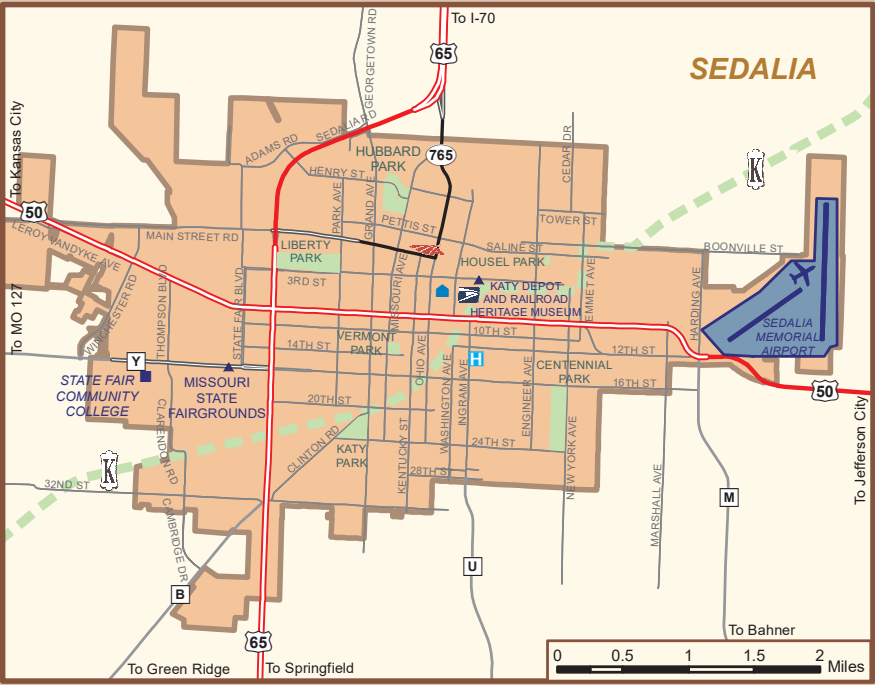 To I-70
65
SEDALIA
GEORGETOWN RD
SEDALIA RD
ADAMS RD
HUBBARD
PARK
765
CEDAR DR
K
To Kansas City
HENRY ST
PARK AVE
GRAND AVE
50
PETTIS ST
TOWER ST
LEROY VANDYKE AVE
MAIN STREET RD
LIBERTY
PARK
SALINE ST
HOUSEL PARK
BOONVILLE ST
3RD ST
MISSOURI AVE
KATY DEPOT
AND RAILROAD
HERITAGE MUSEUM
EMMET AVE
HARDING AVE
To MO 127
WINCHESTER RD
THOMPSON BLVD
STATE FAIR BLVD
SEDALIA
MEMORIAL
AIRPORT
10TH ST
14TH ST
VERMONT
PARK
OHIO AVE
12TH ST
H
Y
STATE FAIR
COMMUNITY
COLLEGE
MISSOURI
STATE
FAIRGROUNDS
WASHINGTON AVE
INGRAM AVE
ENGINEER AVE
CENTENNIAL
PARK
16TH ST
50
To Jefferson City
20TH ST
CLARENDON RD
CLINTON RD
KATY
PARK
KENTUCKY ST
24TH ST
NEW YORK AVE
28TH ST
K
32ND ST
MARSHALL AVE
M
CAMBRIDGE DR
U
B
65
To Bahner
To Green Ridge
To Springfield
0 0.5 1 1.5 2
Miles